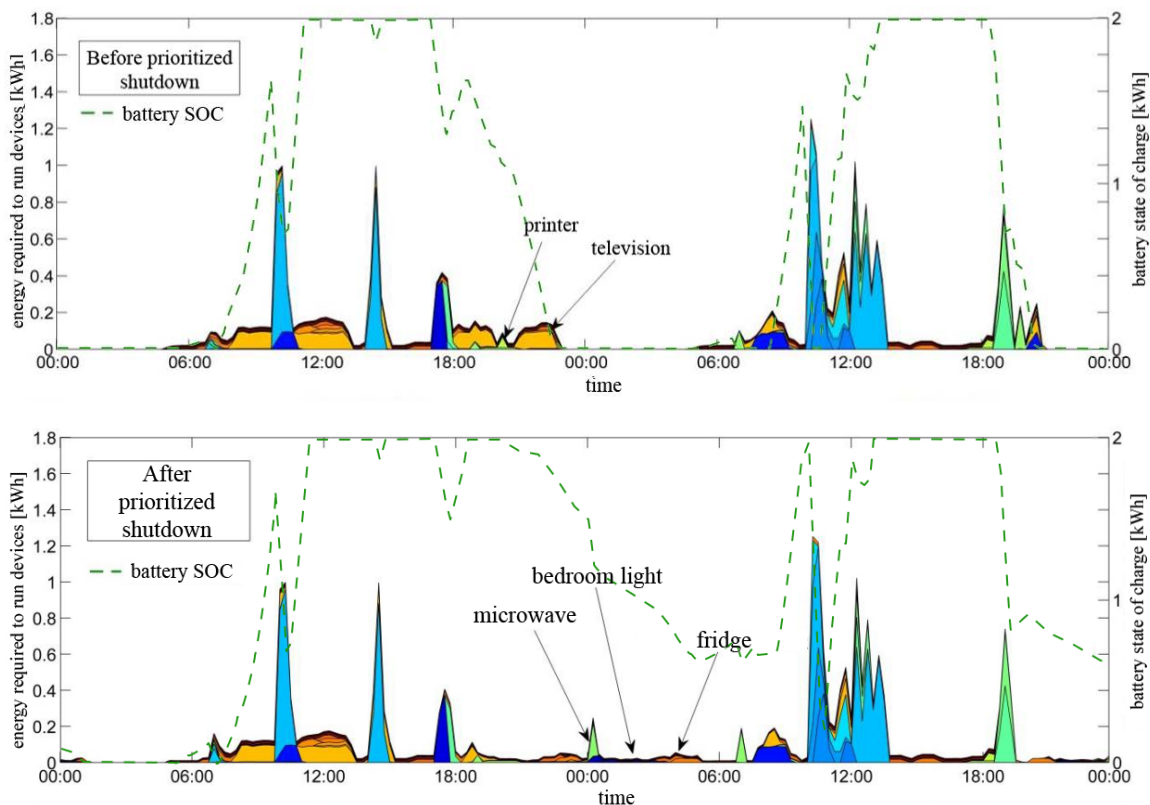 1.8
1.6
1.4
1.2
1
0.8
0.6
0.4
0.2
0
energy required to run devices [kWh]
Before prioritized
shutdown
battery SOC
printer
television
2
1
0
battery state of charge [kWh]
00:00 06:00 12:00 18:00 00:00 06:00 12:00 18:00 00:00
time
1.8
1.6
1.4
1.2
1
0.8
0.6
0.4
0.2
0
energy required to run devices [kWh]
After
prioritized
shutdown
battery SOC
bedroom light
microwave
fridge
2
1
0
battery state of charge [kWh]
00:00 06:00 12:00 18:00 00:00 06:00 12:00 18:00 00:00
time